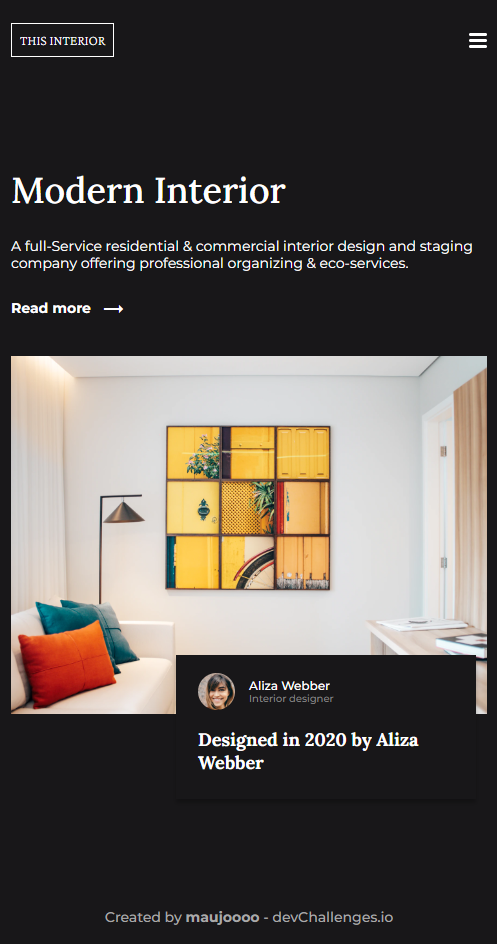 THIS INTERIOR
Modern Interior
A full-Service residential & commercial interior design and staging
company offering professional organizing & eco-services.
Read more
Aliza Webber
Interior designer
Designed in 2020 by Aliza
Webber
Created by maujoooo - devChallenges.io